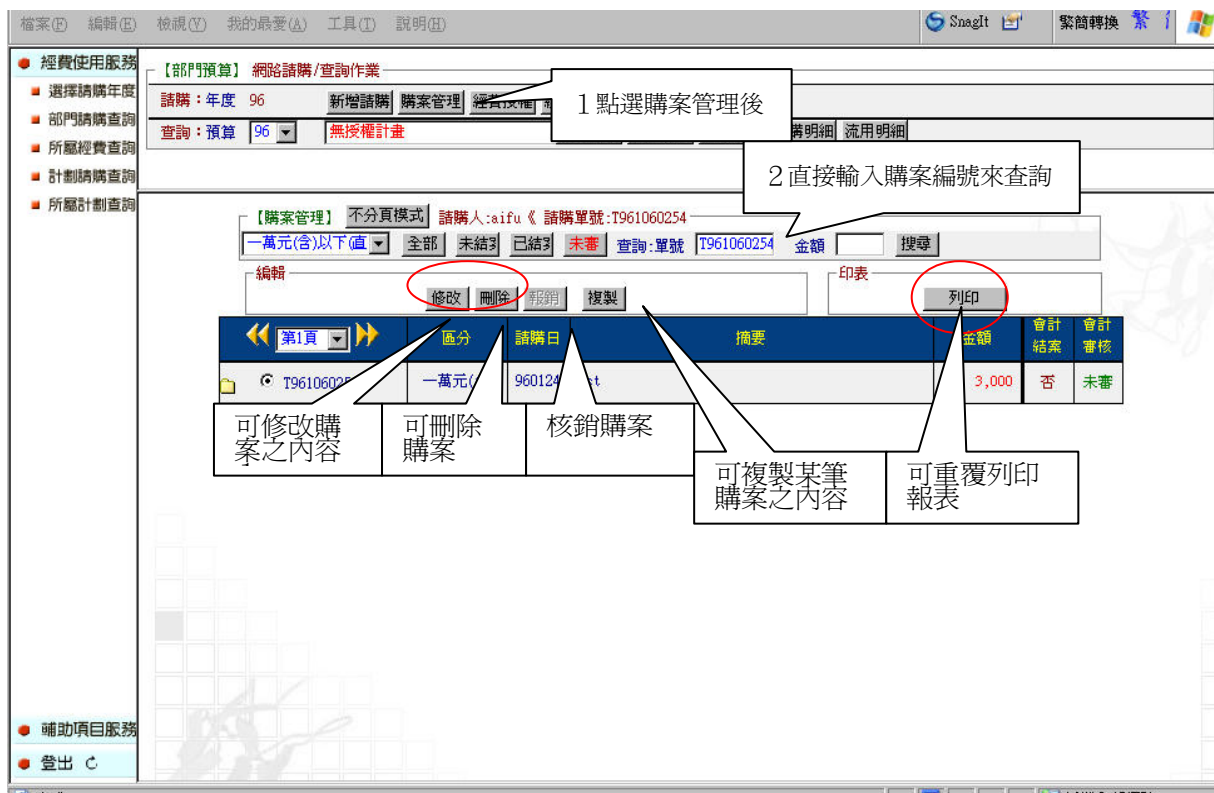 檔案(F) 編輯(E) 檢視(V) 我的最愛(A) 工具(T) 說明(H) SnagIt 繁簡轉換 繁
經費使用服務
選擇請購年度
部門請購查詢
所屬經費查詢
計劃請購查詢
所屬計劃查詢
【部門預算】 網路請購/查詢作業
請購：年度 96 新增請購 購案管理 經費授權
查詢：預算 96 無授權計畫 購明細 流用明細
1點選購案管理後
2直接輸入購案編號來查詢
【購案管理】 不分頁模式 請購人:aifu《 請購單號:T961060254
一萬元(含)以下(直 全部 未結 已結 未審 查詢:單號 T961060254 金額 搜尋
編輯 印表
修改 刪除 報銷 複製 列印
第1頁 區分 請購日 摘要 金額 會計結案 會計審核
T9610602 一萬元( 960124 st 3,000 否 未審
可修改購
案之內容
可刪除
購案
核銷購案
可複製某筆
購案之內容
可重覆列印
報表
輔助項目服務
登出